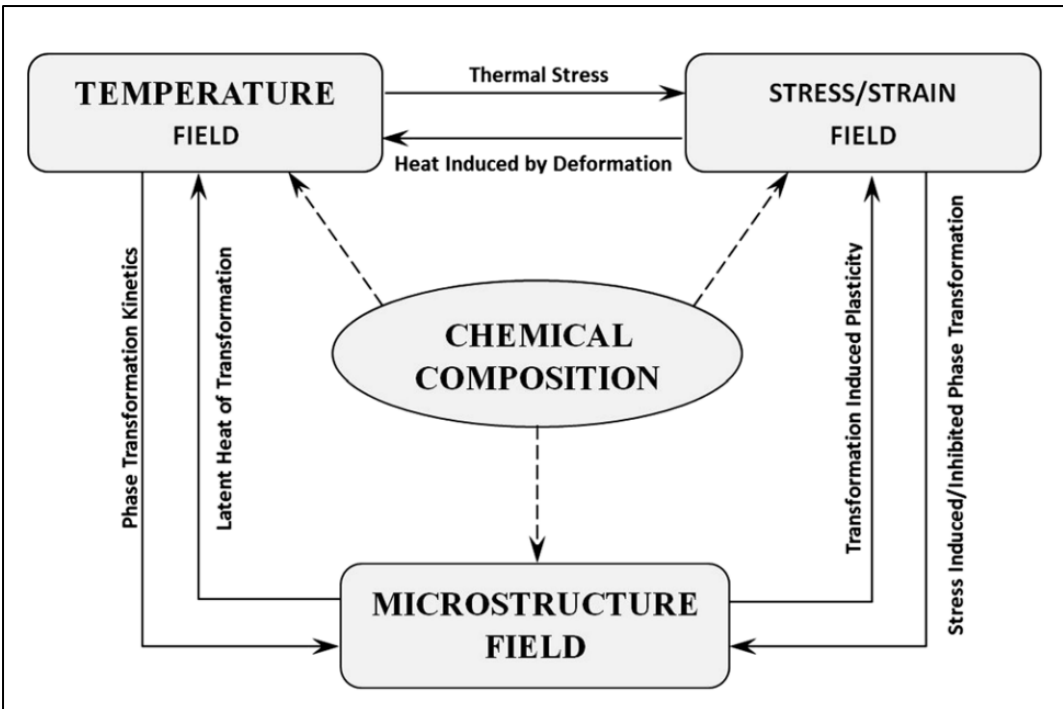 TEMPERATURE
FIELD
Thermal Stress
Heat Induced by Deformation
STRESS/STRAIN
FIELD
Phase Transformation Kinetics
Latent Heat of Transformation
CHEMICAL
COMPOSITION
Transformation Induced Plasticity
Stress Induced/Inhibited Phase Transformation
MICROSTRUCTURE
FIELD